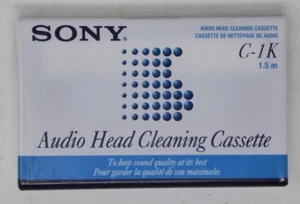 SONY
AUDIO HEAD CLEANING CASSETTE
CASSETTE DE NETTOYAGE DE AUDIO
C-1K
1.5 m
Audio Head Cleaning Cassette
To keep sound quality at its best
Pour garder la qualité de son maximales